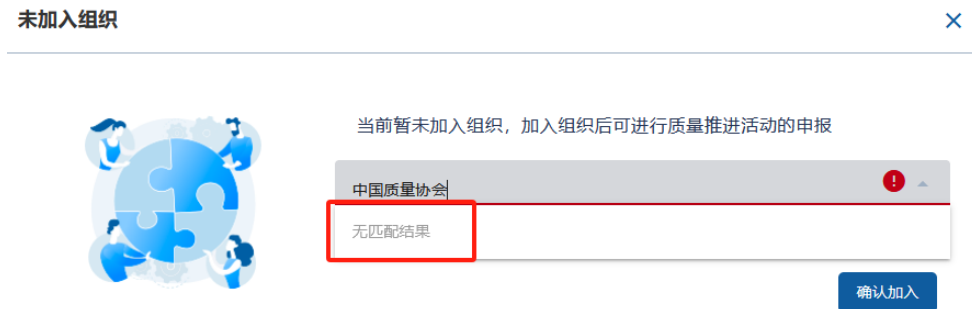 未加入组织
当前暂未加入组织，加入组织后可进行质量推进活动的申报
中国质量协会
无匹配结果
确认加入